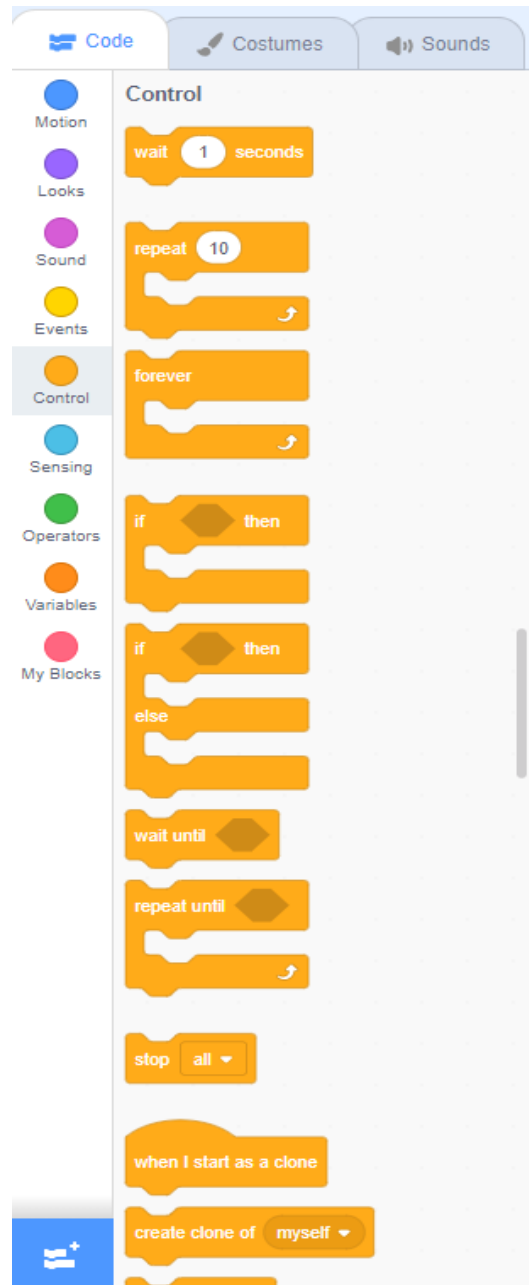 Code
Costumes
Sounds
Motion
Looks
Sound
Events
Control
Sensing
Operators
Variables
My Blocks
Control
wait 1 seconds
repeat 10
forever
if then
if then
else
wait until
repeat until
stop all
when I start as a clone
create clone of myself